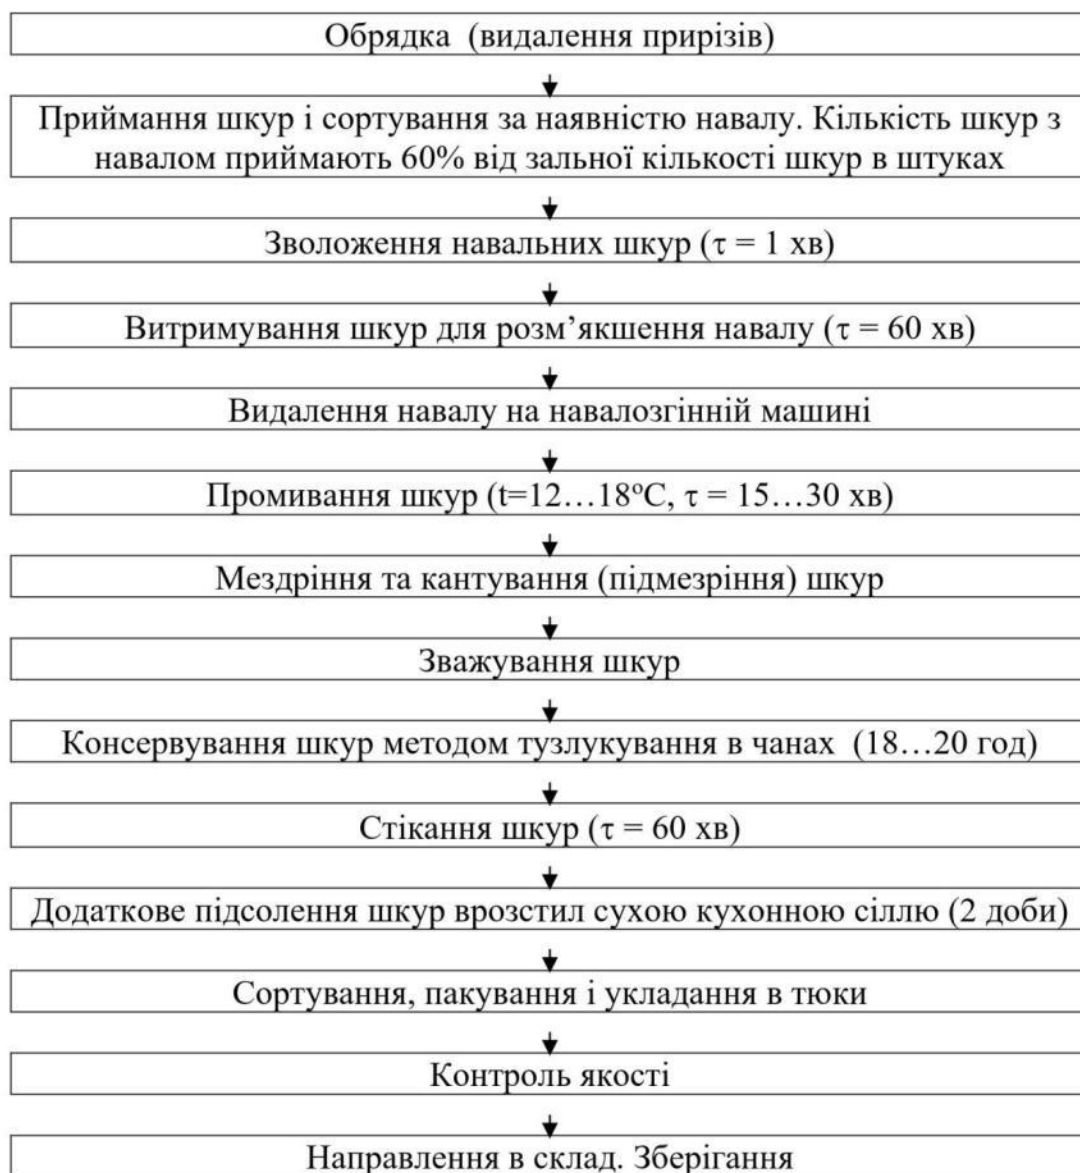 Обрядка (видалення прирізів)
Приймання шкур і сортування за наявністю навалу. Кількість шкур з
навалом приймають 60% від зальної кількості шкур в штуках
Зволоження навальних шкур (τ = 1 хв)
Витримування шкур для розм’якшення навалу (τ = 60 хв)
Видалення навалу на навалозгінній машині
Промивання шкур (t=12…18°С, τ = 15…30 хв)
Мездріння та кантування (підмезріння) шкур
Зважування шкур
Консервування шкур методом тузлукування в чанах (18…20 год)
Стікання шкур (τ = 60 хв)
Додаткове підсолення шкур врозстил сухою кухонною сіллю (2 доби)
Сортування, пакування і укладання в тюки
Контроль якості
Направлення в склад. Зберігання